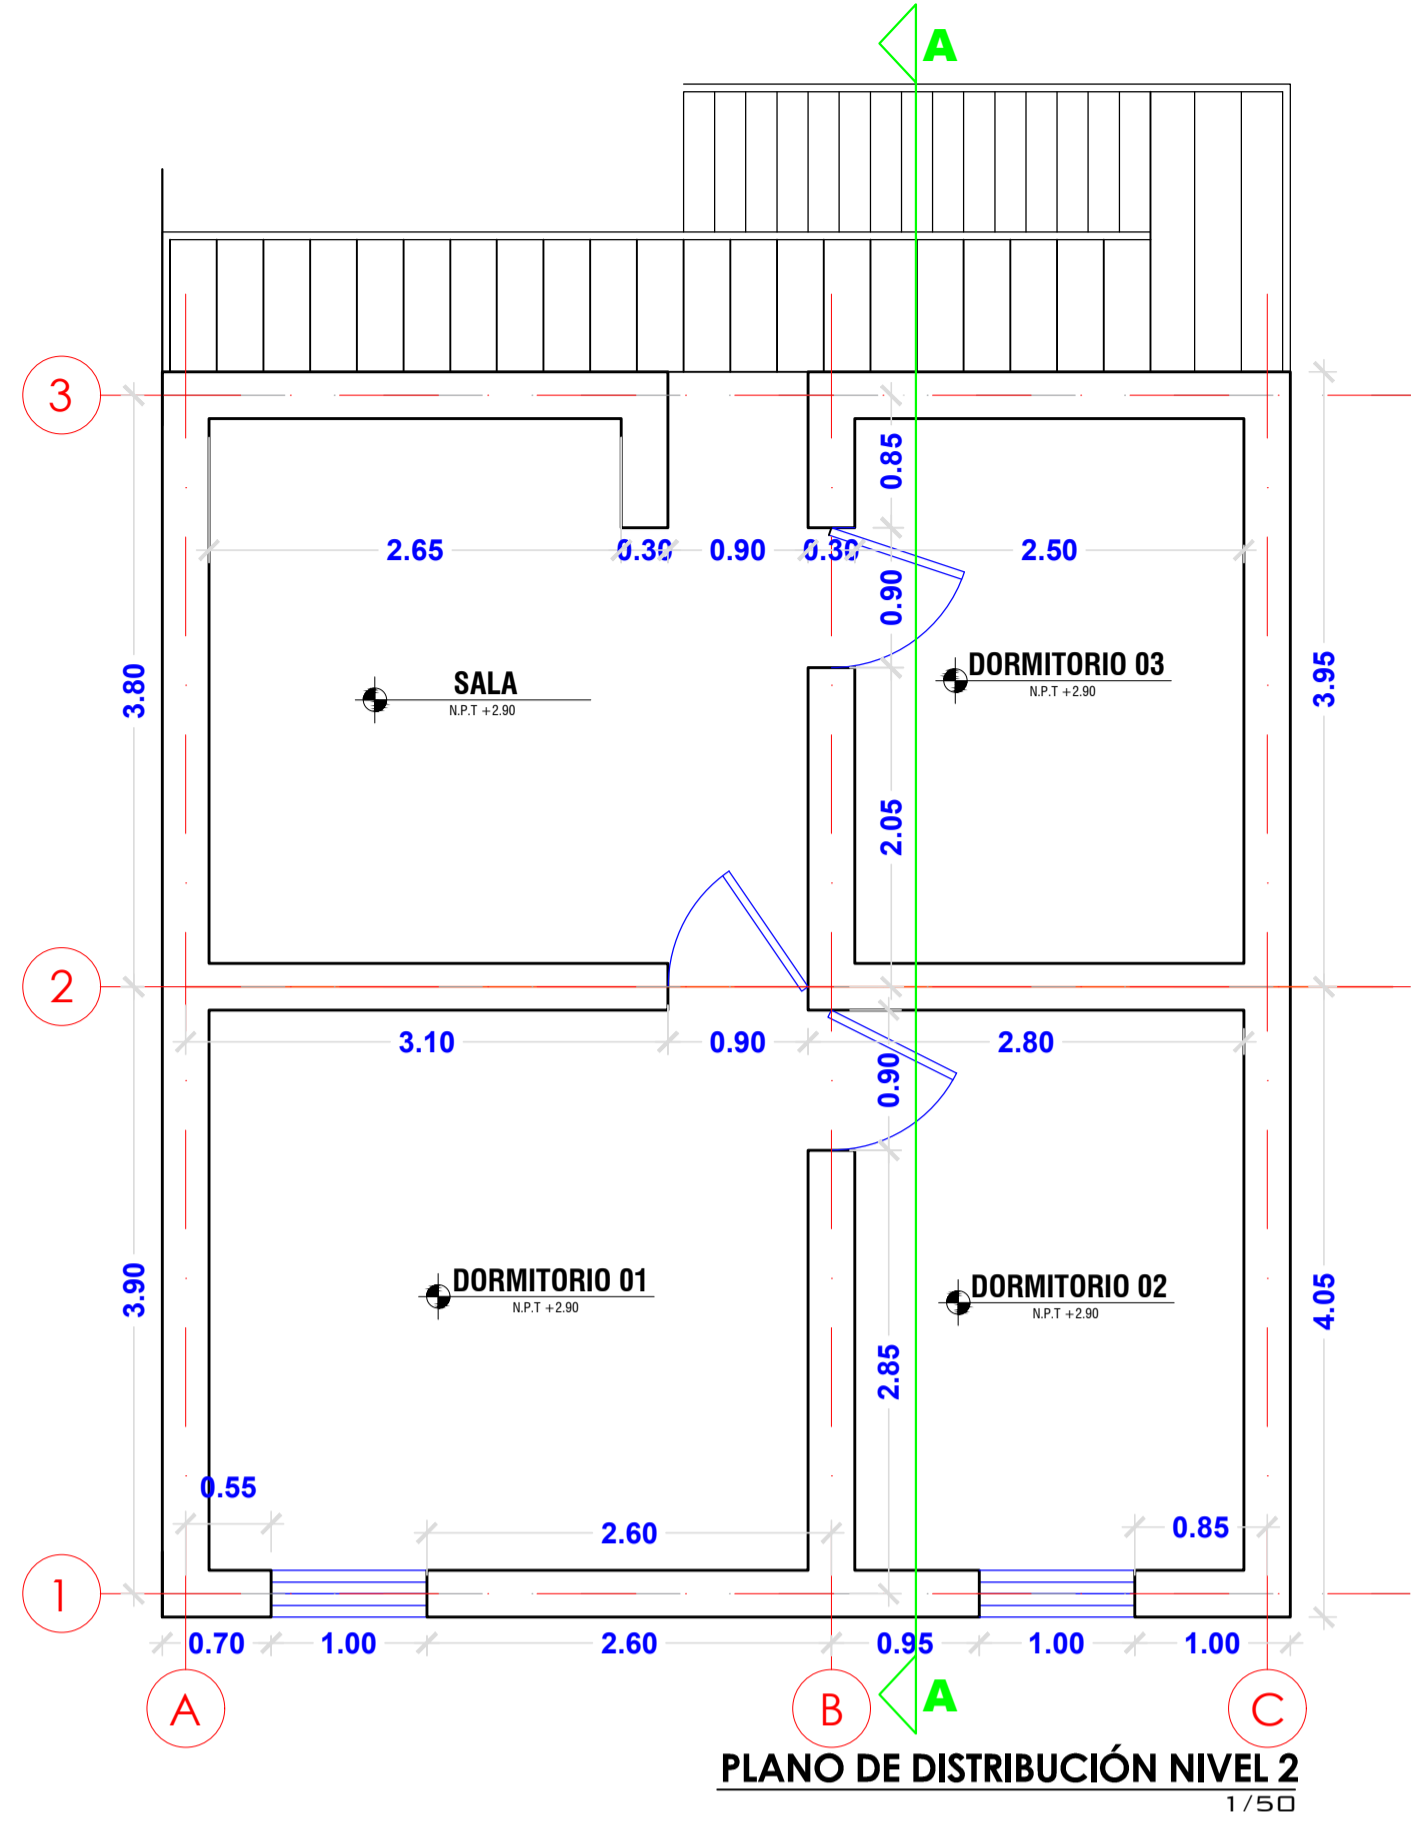 A
3
0.85
2.65
0.30
0.90
0.30
2.50
0.90
SALA
N.P.T +2.90
DORMITORIO 03
N.P.T +2.90
3.80
3.95
2.05
2
3.10
0.90
2.80
0.90
DORMITORIO 01
N.P.T +2.90
DORMITORIO 02
N.P.T +2.90
3.90
4.05
2.85
0.55
2.60
0.85
1
0.70
1.00
2.60
0.95
1.00
1.00
A
B
A
C
PLANO DE DISTRIBUCIÓN NIVEL 2
1/50